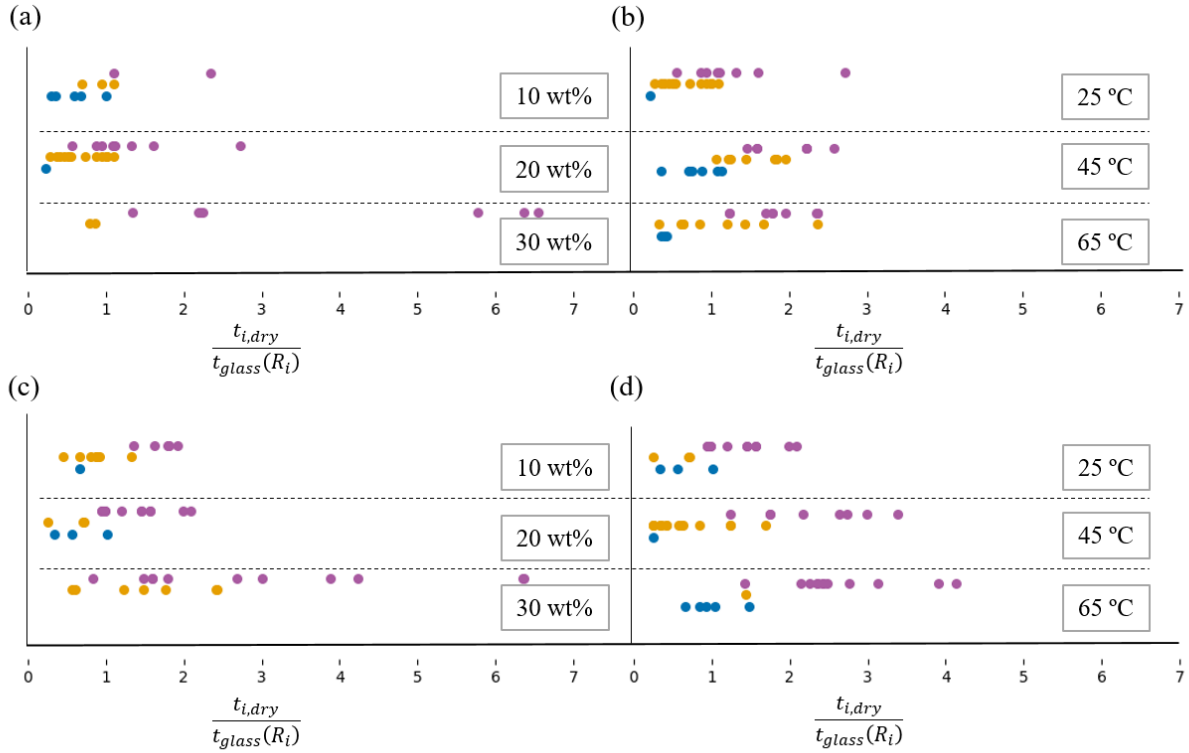 (a)
10 wt%
20 wt%
30 wt%
0 1 2 3 4 5 6 7
t_{i,dry}
t_{glass}(R_i)
(b)
25 ºC
45 ºC
65 ºC
0 1 2 3 4 5 6 7
t_{i,dry}
t_{glass}(R_i)
(c)
10 wt%
20 wt%
30 wt%
0 1 2 3 4 5 6 7
t_{i,dry}
t_{glass}(R_i)
(d)
25 ºC
45 ºC
65 ºC
0 1 2 3 4 5 6 7
t_{i,dry}
t_{glass}(R_i)